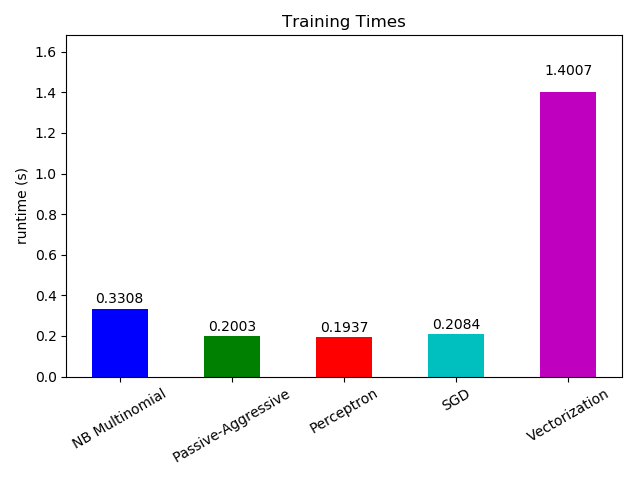 Training Times
runtime (s)
1.6
1.4
1.2
1.0
0.8
0.6
0.4
0.2
0.0
0.3308
0.2003
0.1937
0.2084
1.4007
NB Multinomial
Passive-Aggressive
Perceptron
SGD
Vectorization